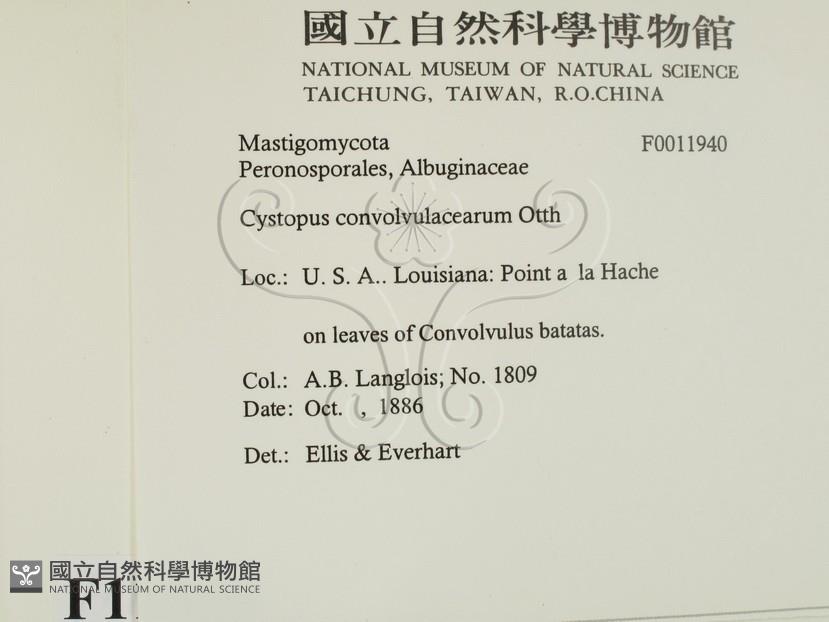 國立自然科學博物館
NATIONAL MUSEUM OF NATURAL SCIENCE
TAICHUNG, TAIWAN, R.O.CHINA
Mastigomycota F0011940
Peronosporales, Albuginaceae
Cystopus convolvulacearum Otth
Loc.: U. S. A.. Louisiana: Point a la Hache
on leaves of Convolvulus batatas.
Col.: A.B. Langlois; No. 1809
Date: Oct. , 1886
Det.: Ellis & Everhart
國立自然科學博物館
NATIONAL MUSEUM OF NATURAL SCIENCE
F1